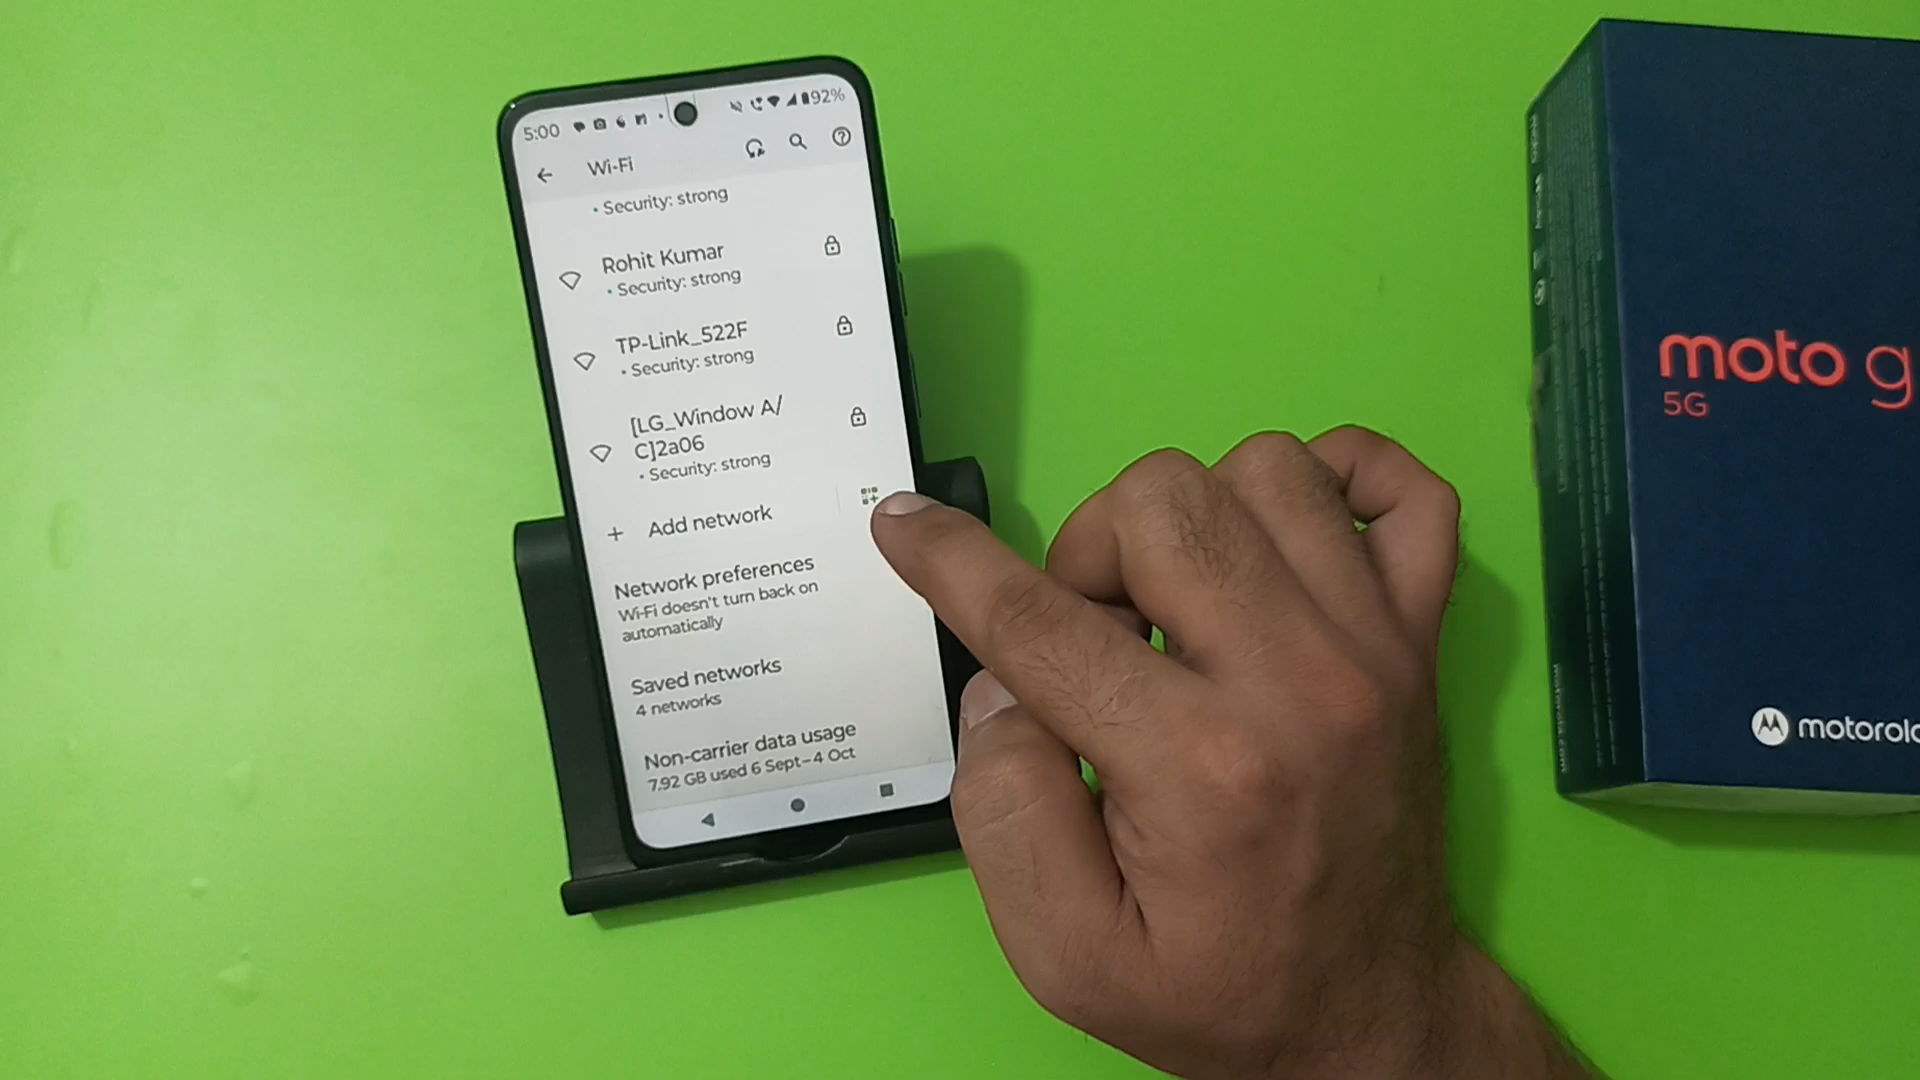 5:00
92%
Wi-Fi
• Security: strong
Rohit Kumar
• Security: strong
TP-Link_522F
• Security: strong
[LG_Window A/
C]2a06
• Security: strong
+ Add network
Network preferences
Wi-Fi doesn't turn back on
automatically
Saved networks
4 networks
Non-carrier data usage
7.92 GB used 6 Sept–4 Oct
moto g
5G